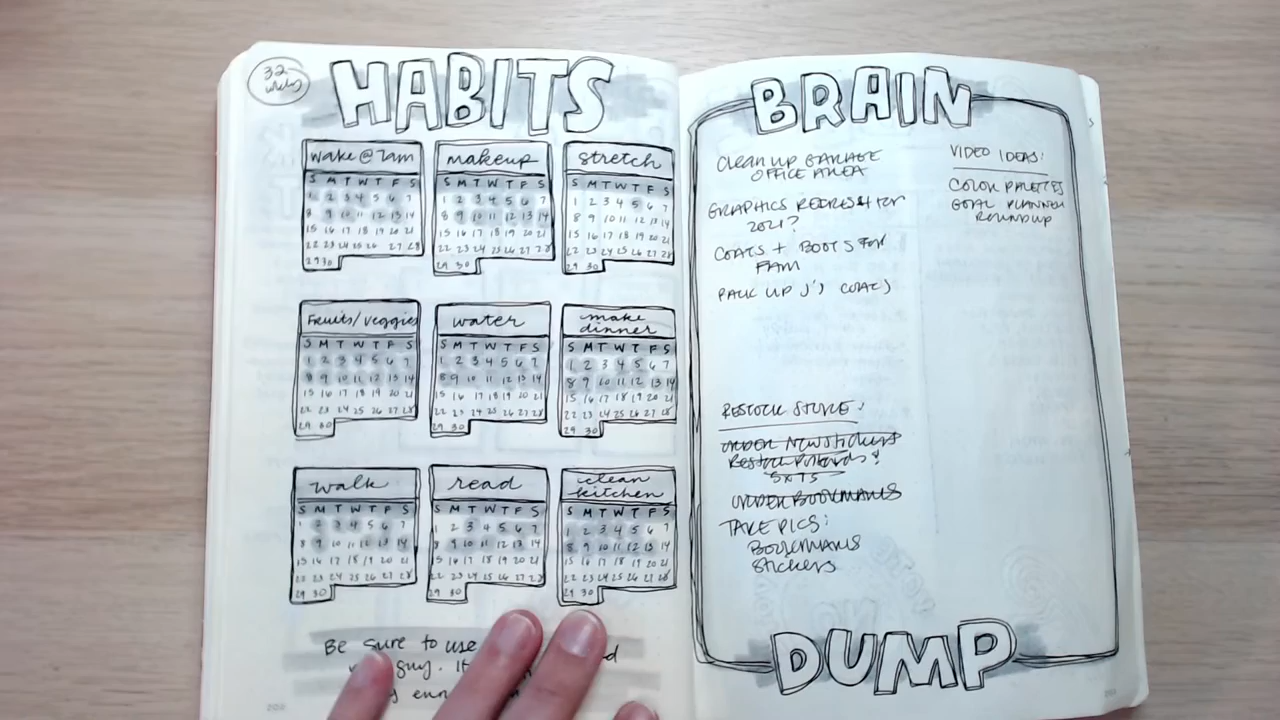 32
HABITS
wake @ 7am
S M T W T F S
1 2 3 4 5 6 7
8 9 10 11 12 13 14
15 16 17 18 19 20 21
22 23 24 25 26 27 28
29 30
makeup
S M T W T F S
1 2 3 4 5 6 7
8 9 10 11 12 13 14
15 16 17 18 19 20 21
22 23 24 25 26 27 28
29 30
stretch
S M T W T F S
1 2 3 4 5 6 7
8 9 10 11 12 13 14
15 16 17 18 19 20 21
22 23 24 25 26 27 28
29 30
Fruits/veggies
S M T W T F S
1 2 3 4 5 6 7
8 9 10 11 12 13 14
15 16 17 18 19 20 21
22 23 24 25 26 27 28
29 30
water
S M T W T F S
1 2 3 4 5 6 7
8 9 10 11 12 13 14
15 16 17 18 19 20 21
22 23 24 25 26 27 28
29 30
make
dinner
S M T W T F S
1 2 3 4 5 6 7
8 9 10 11 12 13 14
15 16 17 18 19 20 21
22 23 24 25 26 27 28
29 30
walk
S M T W T F S
1 2 3 4 5 6 7
8 9 10 11 12 13 14
15 16 17 18 19 20 21
22 23 24 25 26 27 28
29 30
read
S M T W T F S
1 2 3 4 5 6 7
8 9 10 11 12 13 14
15 16 17 18 19 20 21
22 23 24 25 26 27 28
29 30
clean
kitchen
S M T W T F S
1 2 3 4 5 6 7
8 9 10 11 12 13 14
15 16 17 18 19 20 21
22 23 24 25 26 27 28
29 30
Be sure to use
guy. It
BRAIN
CLEAN UP GARAGE
OFFICE AREA
GRAPHICS REFRESH FOR
2021?
COATS + BOOTS FOR
FAM
PACK UP J'S COATS
RESTOCK STORE:
ORDER NEW STICKERS
RESTOCK POSTCARDS?
ORDER BOOKMARKS
TAKE PICS:
BOOKMARKS
STICKERS
VIDEO IDEAS:
COLOR PALETTES
GOAL PLANNER
ROUNDUP
DUMP